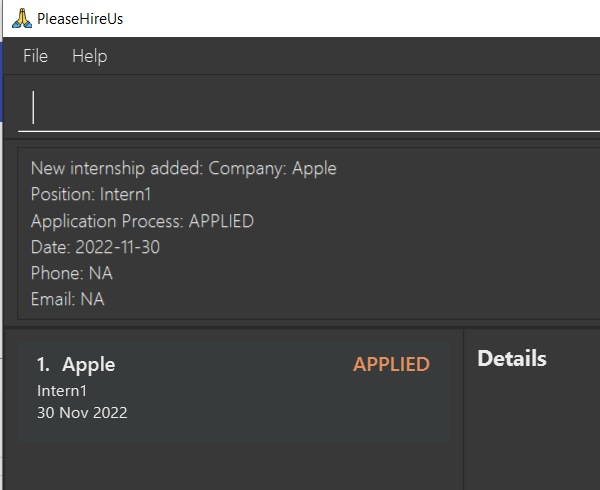 PleaseHireUs
File Help
New internship added: Company: Apple
Position: Intern1
Application Process: APPLIED
Date: 2022-11-30
Phone: NA
Email: NA
1. Apple APPLIED
Intern1
30 Nov 2022
Details